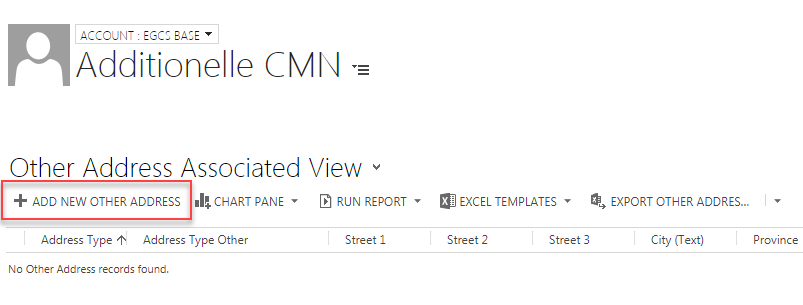 ACCOUNT : EGCS BASE
Additionelle CMN
Other Address Associated View
ADD NEW OTHER ADDRESS CHART PANE RUN REPORT EXCEL TEMPLATES EXPORT OTHER ADDRES...
Address Type Address Type Other Street 1 Street 2 Street 3 City (Text) Province
No Other Address records found.